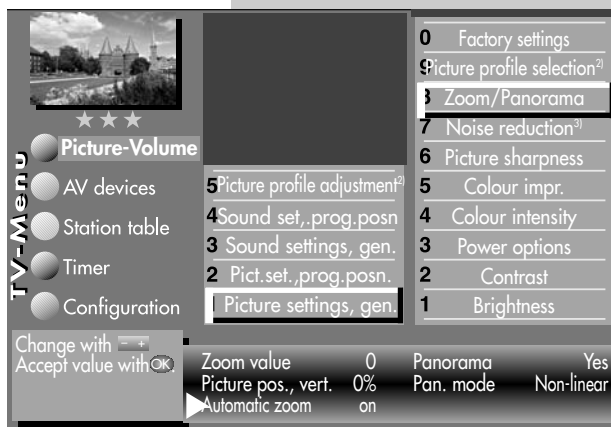 TV-Menu
Picture-Volume
AV devices
Station table
Timer
Configuration
5 Picture profile adjustment2)
4 Sound set,.prog.posn
3 Sound settings, gen.
2 Pict.set.,prog.posn.
1 Picture settings, gen.
0 Factory settings
9 Picture profile selection2)
8 Zoom/Panorama
7 Noise reduction3)
6 Picture sharpness
5 Colour impr.
4 Colour intensity
3 Power options
2 Contrast
1 Brightness
Change with - +
Accept value with OK.
Zoom value 0 Panorama Yes
Picture pos., vert. 0% Pan. mode Non-linear
Automatic zoom on